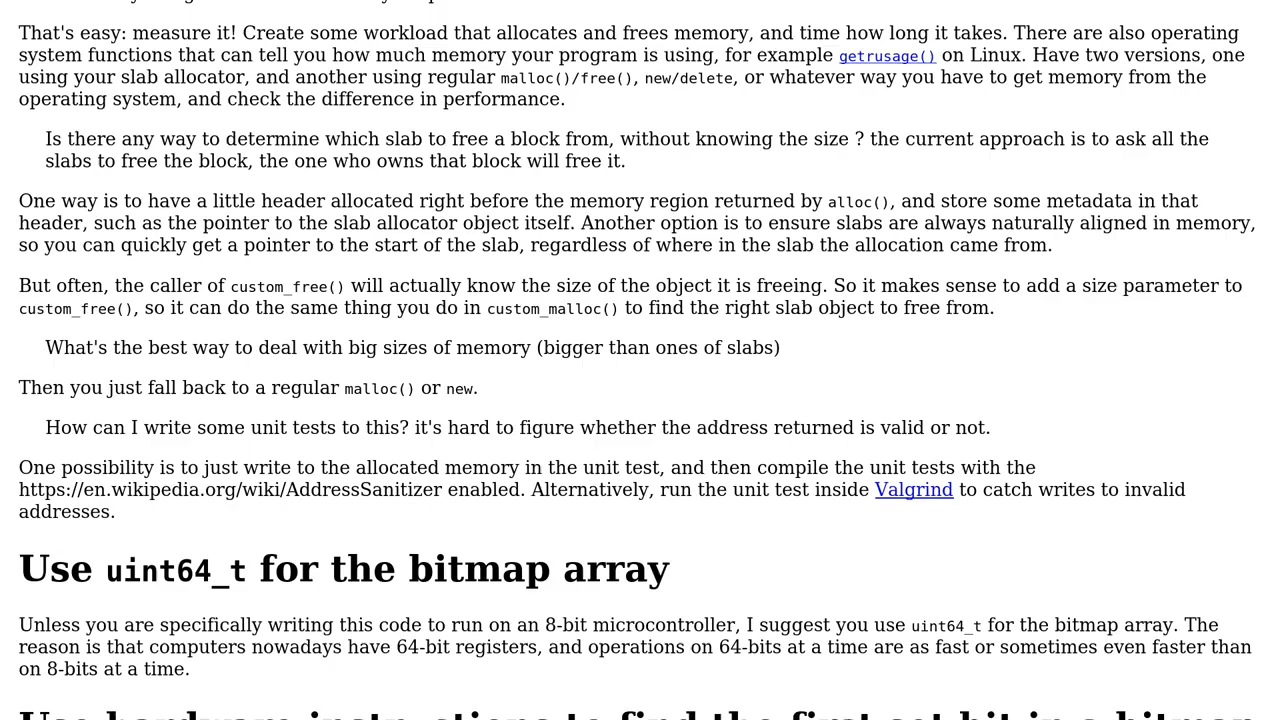 That's easy: measure it! Create some workload that allocates and frees memory, and time how long it takes. There are also operating
system functions that can tell you how much memory your program is using, for example getrusage() on Linux. Have two versions, one
using your slab allocator, and another using regular malloc()/free(), new/delete, or whatever way you have to get memory from the
operating system, and check the difference in performance.
Is there any way to determine which slab to free a block from, without knowing the size ? the current approach is to ask all the
slabs to free the block, the one who owns that block will free it.
One way is to have a little header allocated right before the memory region returned by alloc(), and store some metadata in that
header, such as the pointer to the slab allocator object itself. Another option is to ensure slabs are always naturally aligned in memory,
so you can quickly get a pointer to the start of the slab, regardless of where in the slab the allocation came from.
But often, the caller of custom_free() will actually know the size of the object it is freeing. So it makes sense to add a size parameter to
custom_free(), so it can do the same thing you do in custom_malloc() to find the right slab object to free from.
What's the best way to deal with big sizes of memory (bigger than ones of slabs)
Then you just fall back to a regular malloc() or new.
How can I write some unit tests to this? it's hard to figure whether the address returned is valid or not.
One possibility is to just write to the allocated memory in the unit test, and then compile the unit tests with the
https://en.wikipedia.org/wiki/AddressSanitizer enabled. Alternatively, run the unit test inside Valgrind to catch writes to invalid
addresses.
Use uint64_t for the bitmap array
Unless you are specifically writing this code to run on an 8-bit microcontroller, I suggest you use uint64_t for the bitmap array. The
reason is that computers nowadays have 64-bit registers, and operations on 64-bits at a time are as fast or sometimes even faster than
on 8-bits at a time.
Use hardware instructions to find the first set bit in a bitmap